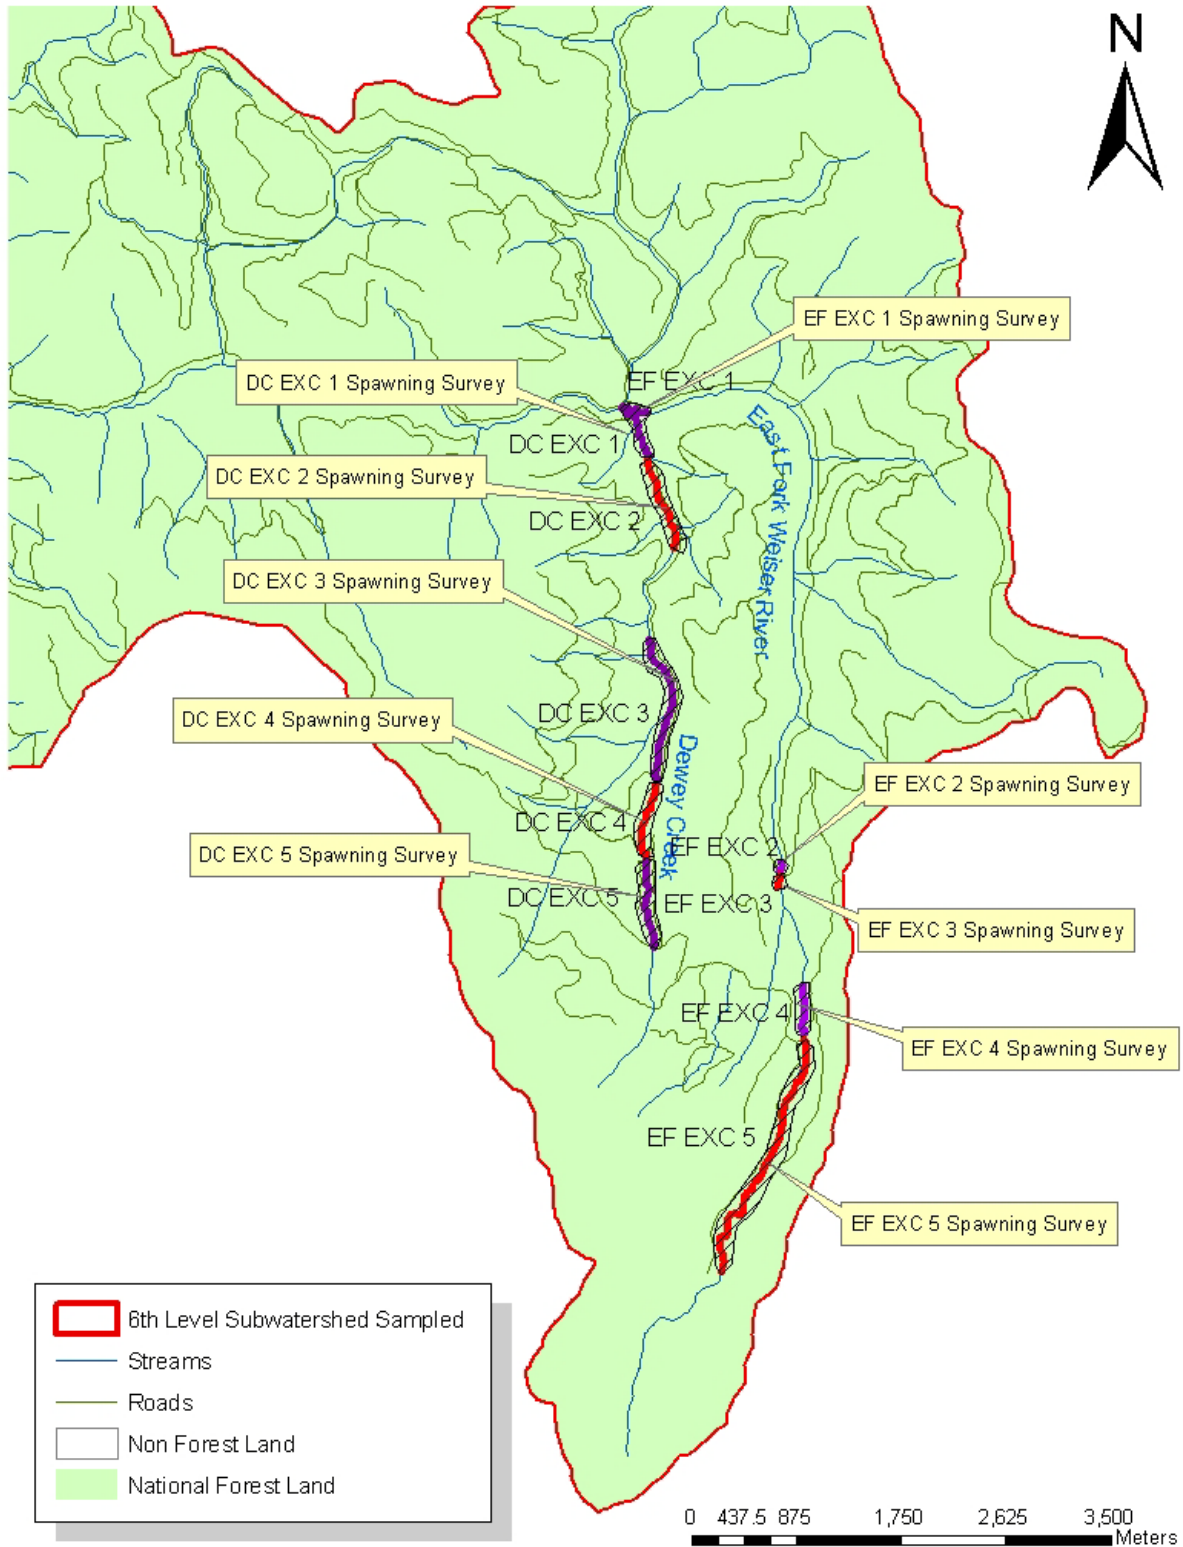 N
EF EXC 1 Spawning Survey
DC EXC 1 Spawning Survey
EF EXC 1
DC EXC 1
DC EXC 2 Spawning Survey
DC EXC 2
East Fork Weiser River
DC EXC 3 Spawning Survey
DC EXC 3
DC EXC 4 Spawning Survey
Dewey Creek
EF EXC 2 Spawning Survey
DC EXC 4
EF EXC 2
DC EXC 5 Spawning Survey
DC EXC 5
EF EXC 3
EF EXC 3 Spawning Survey
EF EXC 4
EF EXC 4 Spawning Survey
EF EXC 5
EF EXC 5 Spawning Survey
6th Level Subwatershed Sampled
Streams
Roads
Non Forest Land
National Forest Land
0 437.5 875 1,750 2,625 3,500
Meters